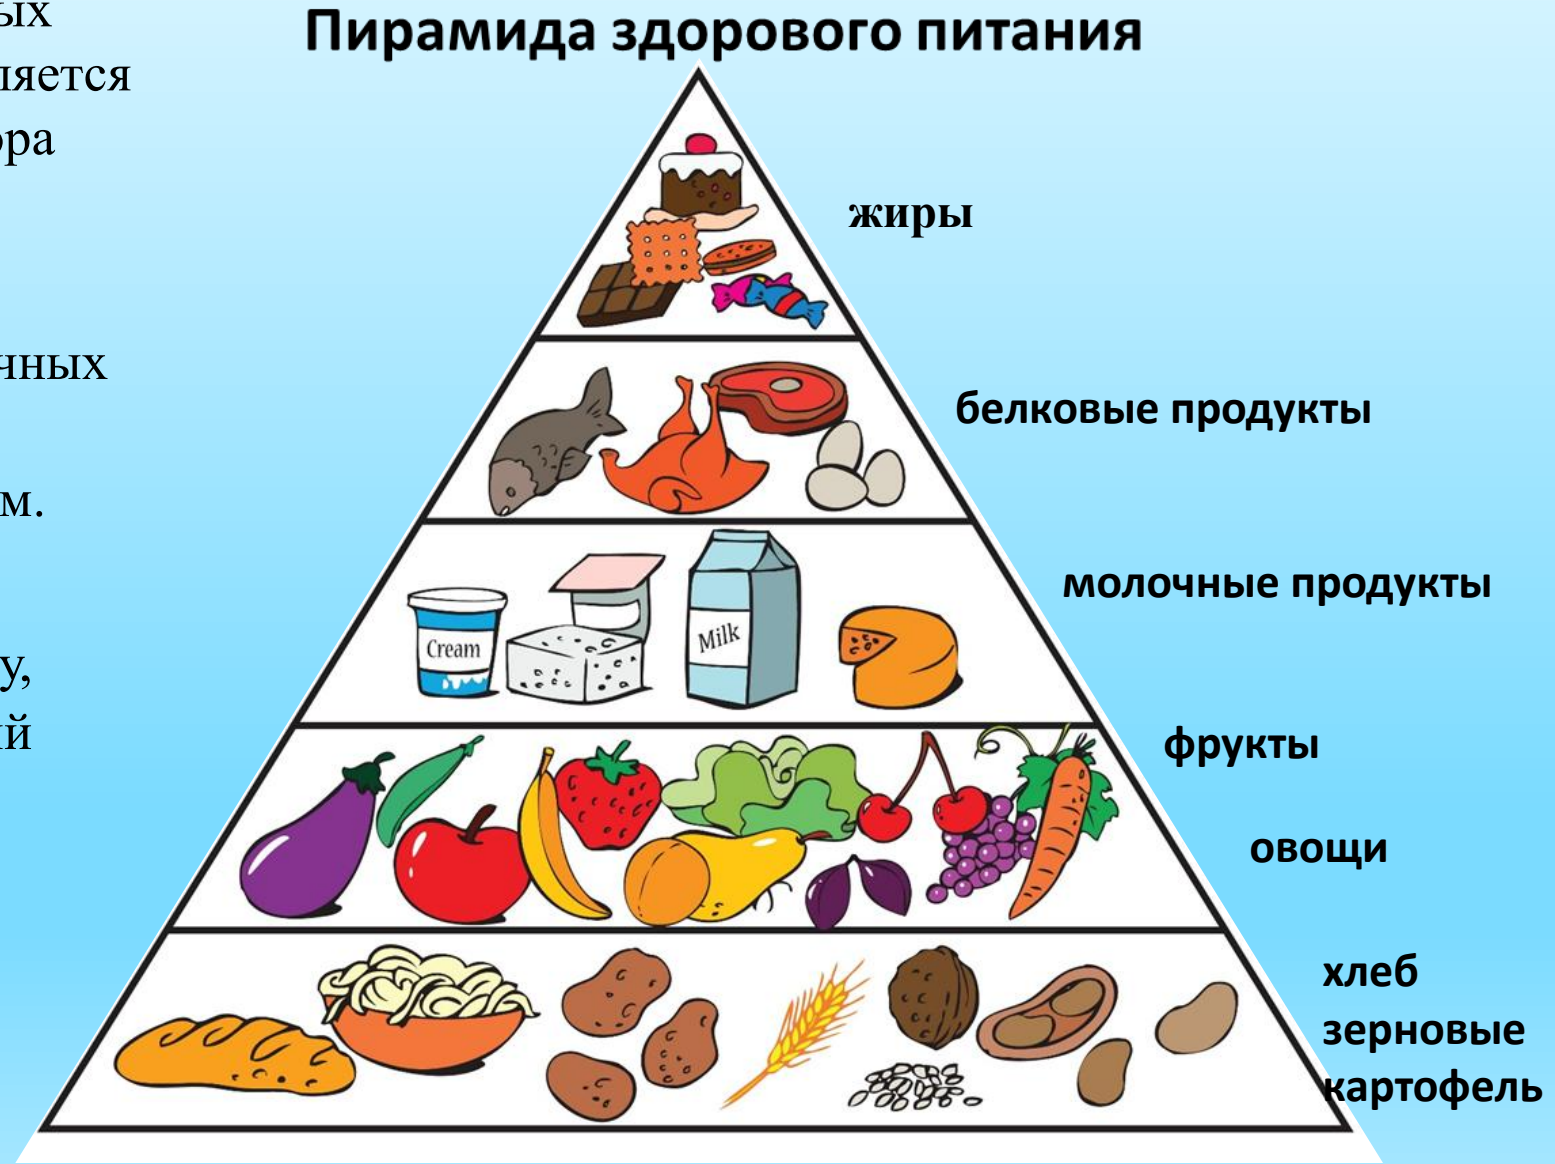 Пирамида здорового питания
жиры
белковые продукты
молочные продукты
Cream
Milk
фрукты
овощи
хлеб
зерновые
картофель
м.
у,